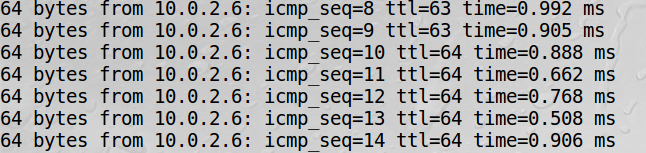 64 bytes from 10.0.2.6: icmp_seq=8 ttl=63 time=0.992 ms
64 bytes from 10.0.2.6: icmp_seq=9 ttl=63 time=0.905 ms
64 bytes from 10.0.2.6: icmp_seq=10 ttl=64 time=0.888 ms
64 bytes from 10.0.2.6: icmp_seq=11 ttl=64 time=0.662 ms
64 bytes from 10.0.2.6: icmp_seq=12 ttl=64 time=0.768 ms
64 bytes from 10.0.2.6: icmp_seq=13 ttl=64 time=0.508 ms
64 bytes from 10.0.2.6: icmp_seq=14 ttl=64 time=0.906 ms